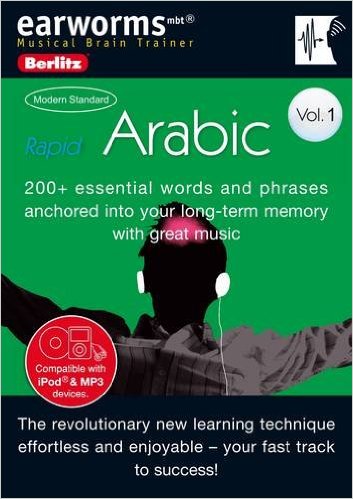 earworms mbt®
Musical Brain Trainer
Berlitz
Modern Standard
Rapid Arabic
Vol. 1
200+ essential words and phrases
anchored into your long-term memory
with great music
Compatible with
iPod® & MP3
devices.
The revolutionary new learning technique
effortless and enjoyable – your fast track
to success!